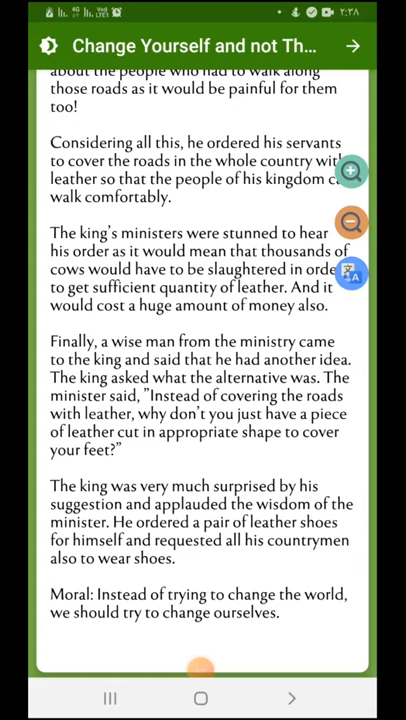 4G
Vo))
LTE2
۲:۳۸
Change Yourself and not Th...
about the people who had to walk along
those roads as it would be painful for them
too!
Considering all this, he ordered his servants
to cover the roads in the whole country with
leather so that the people of his kingdom c
walk comfortably.
The king's ministers were stunned to hear
his order as it would mean that thousands of
cows would have to be slaughtered in orde
to get sufficient quantity of leather. And it
would cost a huge amount of money also.
Finally, a wise man from the ministry came
to the king and said that he had another idea.
The king asked what the alternative was. The
minister said, ”Instead of covering the roads
with leather, why don't you just have a piece
of leather cut in appropriate shape to cover
your feet?”
The king was very much surprised by his
suggestion and applauded the wisdom of the
minister. He ordered a pair of leather shoes
for himself and requested all his countrymen
also to wear shoes.
Moral: Instead of trying to change the world,
we should try to change ourselves.